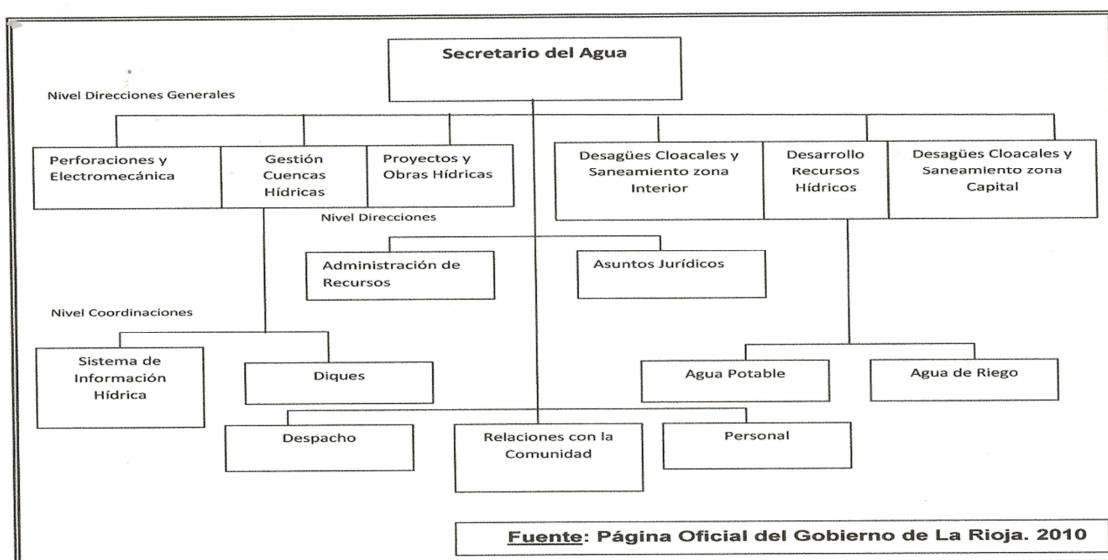 Secretario del Agua
Nivel Direcciones Generales
Perforaciones y
Electromecánica
Gestión
Cuencas
Hídricas
Proyectos y
Obras Hídricas
Desagües Cloacales y
Saneamiento zona
Interior
Desarrollo
Recursos
Hídricos
Desagües Cloacales y
Saneamiento zona
Capital
Nivel Direcciones
Administración de
Recursos
Asuntos Jurídicos
Nivel Coordinaciones
Sistema de
Información
Hídrica
Diques
Agua Potable
Agua de Riego
Despacho
Relaciones con la
Comunidad
Personal
Fuente: Página Oficial del Gobierno de La Rioja. 2010